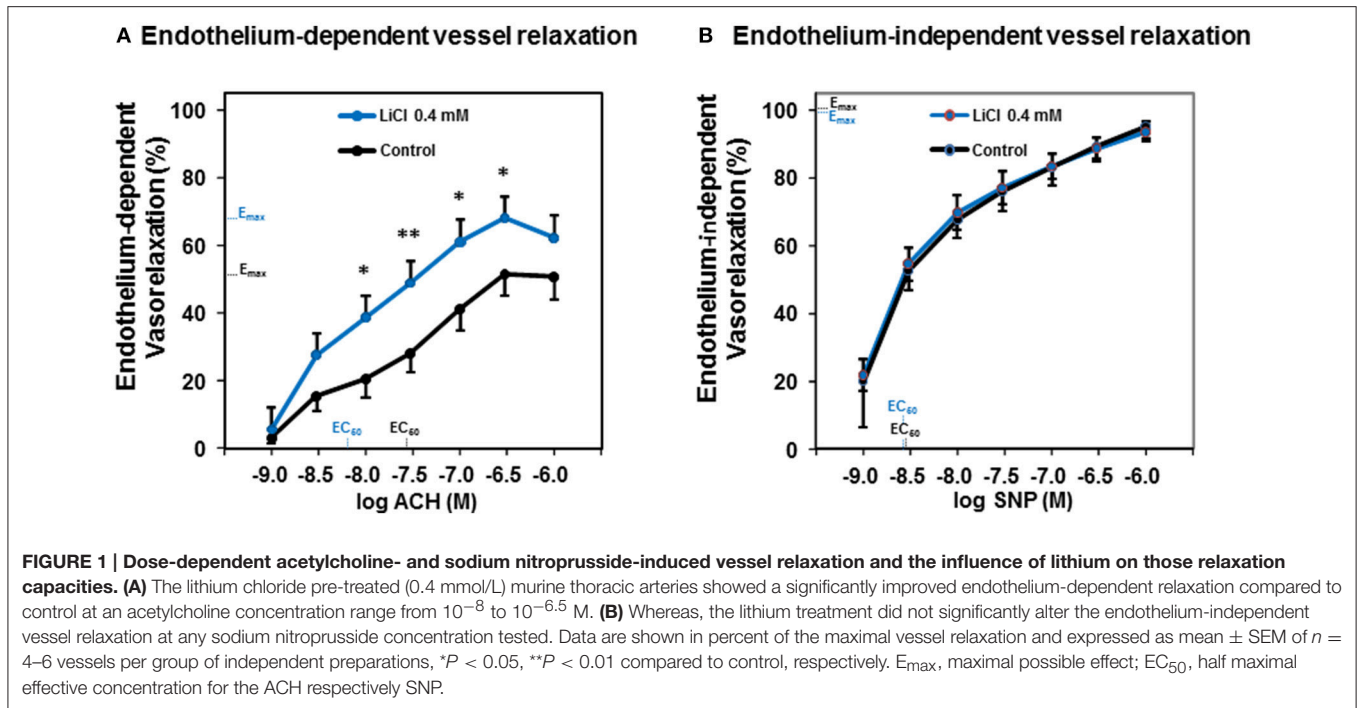 A Endothelium-dependent vessel relaxation
Endothelium-dependent
Vasorelaxation (%)
100
80
60
40
20
0
LiCl 0.4 mM
Control
*
**
*
*
Emax
Emax
EC50
EC50
-9.0 -8.5 -8.0 -7.5 -7.0 -6.5 -6.0
log ACH (M)
B Endothelium-independent vessel relaxation
Endothelium-independent
Vasorelaxation (%)
100
80
60
40
20
0
Emax
Emax
LiCl 0.4 mM
Control
EC50
EC50
-9.0 -8.5 -8.0 -7.5 -7.0 -6.5 -6.0
log SNP (M)
FIGURE 1 | Dose-dependent acetylcholine- and sodium nitroprusside-induced vessel relaxation and the influence of lithium on those relaxation
capacities. (A) The lithium chloride pre-treated (0.4 mmol/L) murine thoracic arteries showed a significantly improved endothelium-dependent relaxation compared to
control at an acetylcholine concentration range from 10⁻⁸ to 10⁻⁶·⁵ M. (B) Whereas, the lithium treatment did not significantly alter the endothelium-independent
vessel relaxation at any sodium nitroprusside concentration tested. Data are shown in percent of the maximal vessel relaxation and expressed as mean ± SEM of n =
4–6 vessels per group of independent preparations, *P < 0.05, **P < 0.01 compared to control, respectively. Emax, maximal possible effect; EC50, half maximal
effective concentration for the ACH respectively SNP.